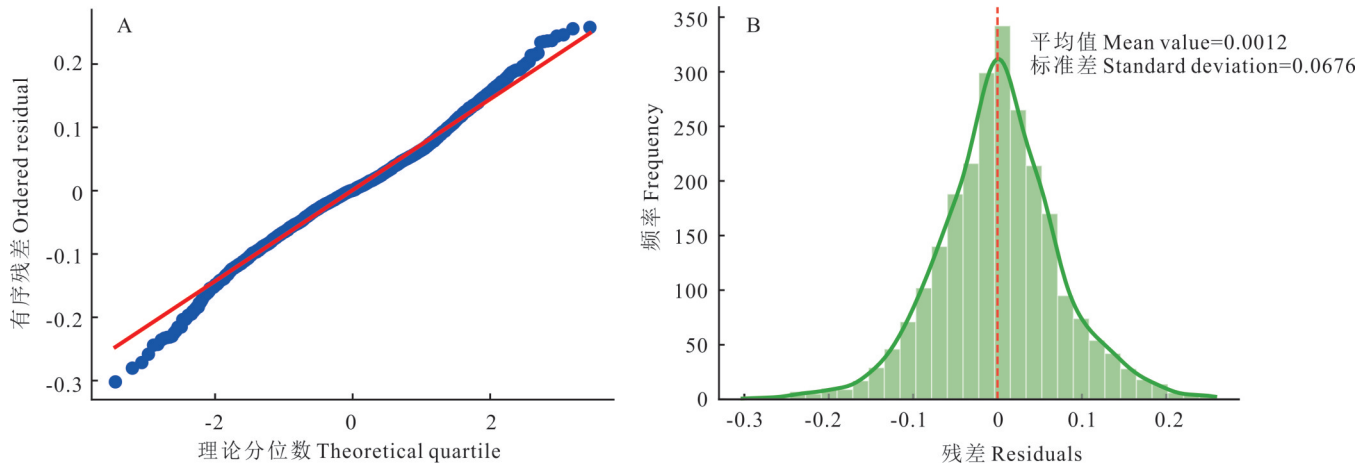 A
0.2
0.1
0
-0.1
-0.2
-0.3
-2
0
2
有序残差 Ordered residual
理论分位数 Theoretical quartile
B
平均值 Mean value=0.0012
标准差 Standard deviation=0.0676
350
300
250
200
150
100
50
0
-0.3
-0.2
-0.1
0
0.1
0.2
频率 Frequency
残差 Residuals